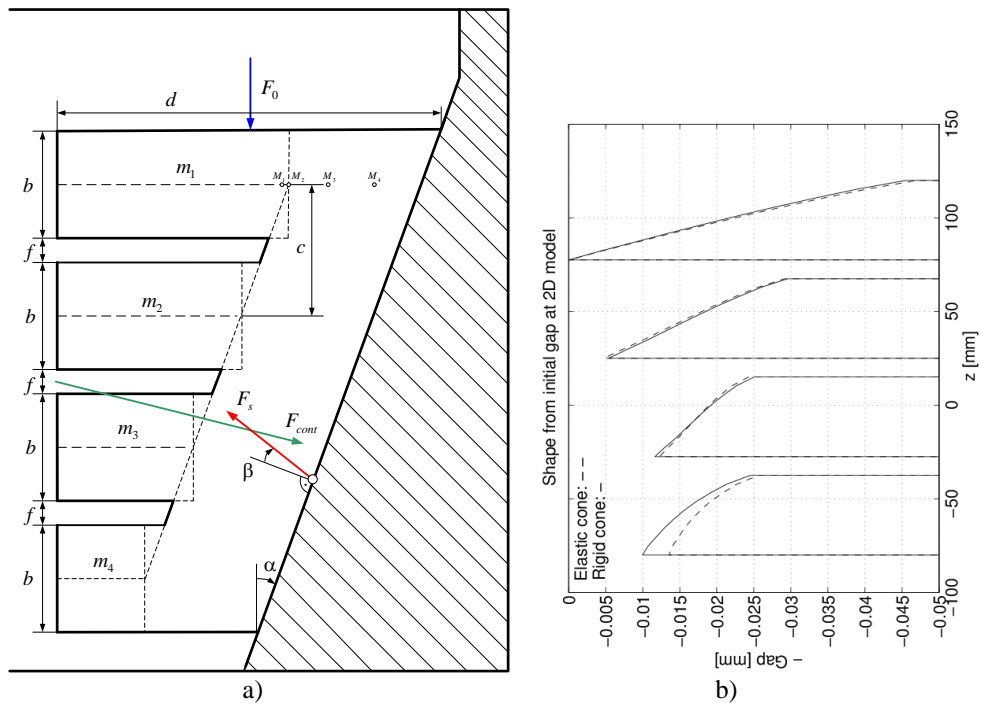 F₀
d
m₁
M₁ M₂ M₃ M₄
b
c
f
m₂
b
f
F_s
F_cont
m₃
b
β
f
m₄
b
α
a)
Shape from initial gap at 2D model
Elastic cone: – –
Rigid cone: –
0
−0.005
−0.01
−0.015
−0.02
−0.025
−0.03
−0.035
−0.04
−0.045
−0.05
− Gap [mm]
−100
−50
0
50
100
150
z [mm]
b)